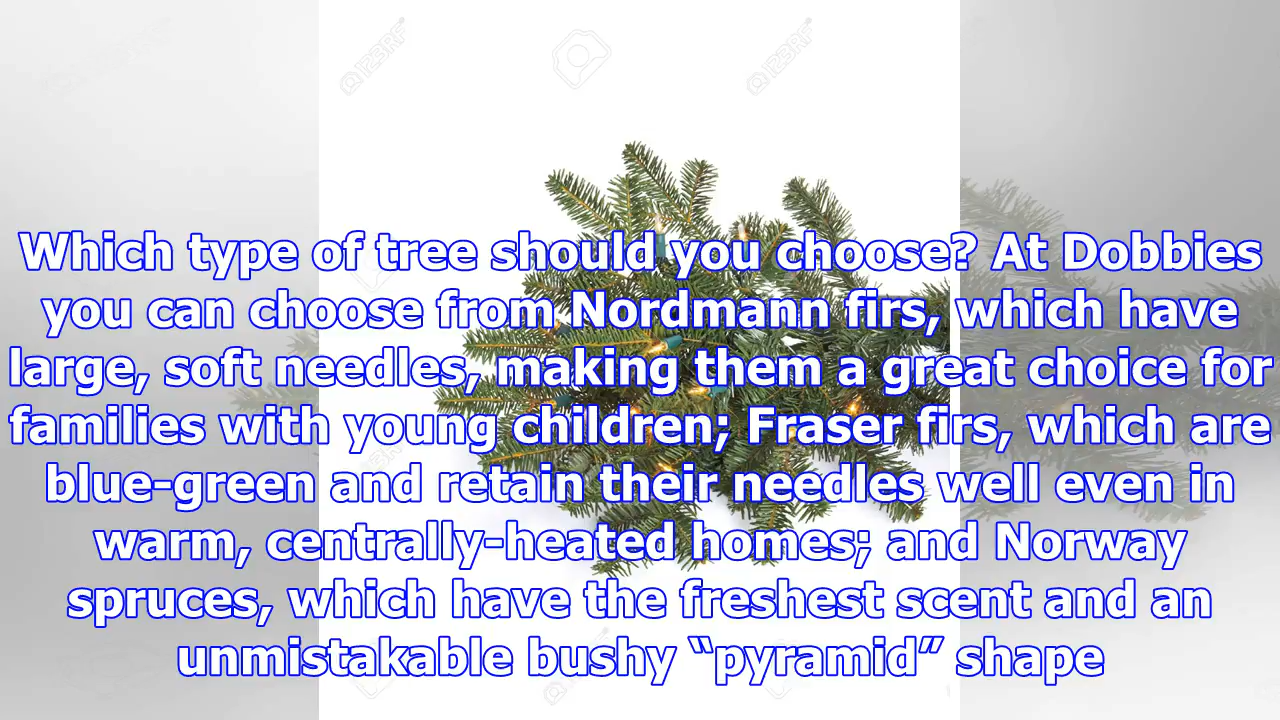 123RF
123RF
Which type of tree should you choose? At Dobbies
you can choose from Nordmann firs, which have
large, soft needles, making them a great choice for
families with young children; Fraser firs, which are
blue-green and retain their needles well even in
warm, centrally-heated homes; and Norway
spruces, which have the freshest scent and an
unmistakable bushy “pyramid” shape